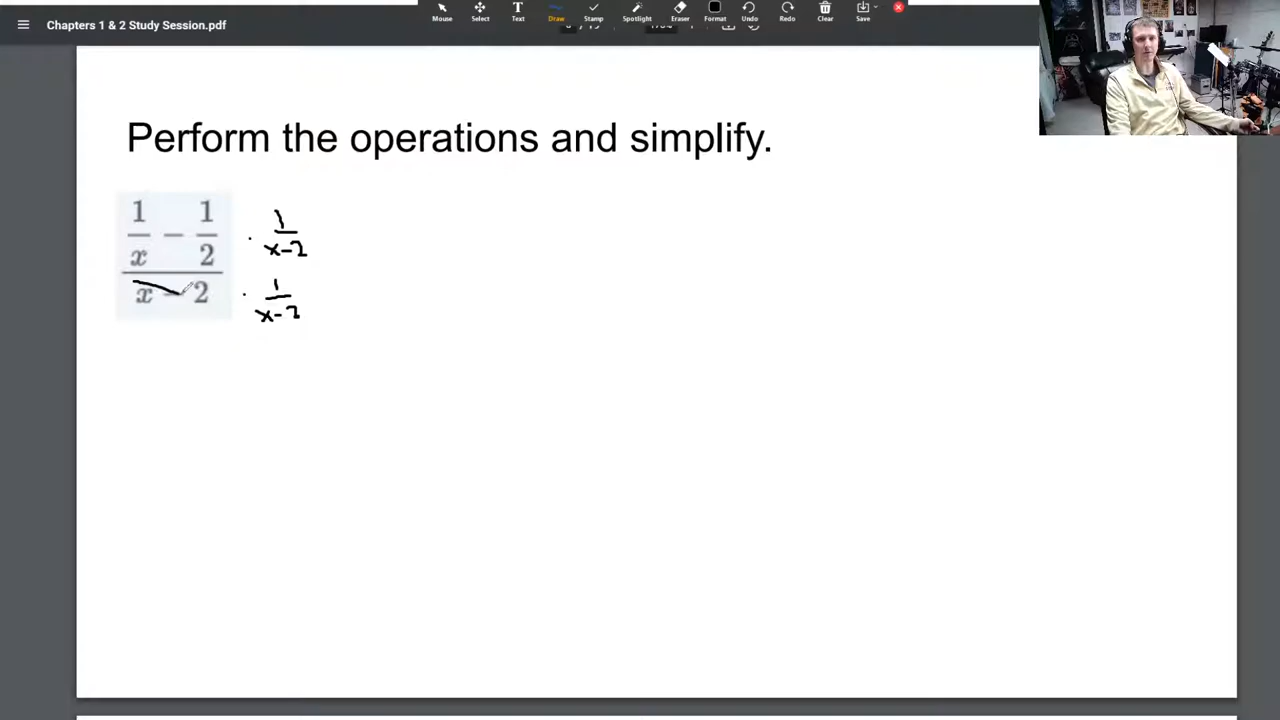 Mouse Select Text Draw Stamp Spotlight Eraser Format Undo Redo Clear Save
Chapters 1 & 2 Study Session.pdf
Perform the operations and simplify.
1/x − 1/2 · 1/x−2
x − 2 · 1/x−2